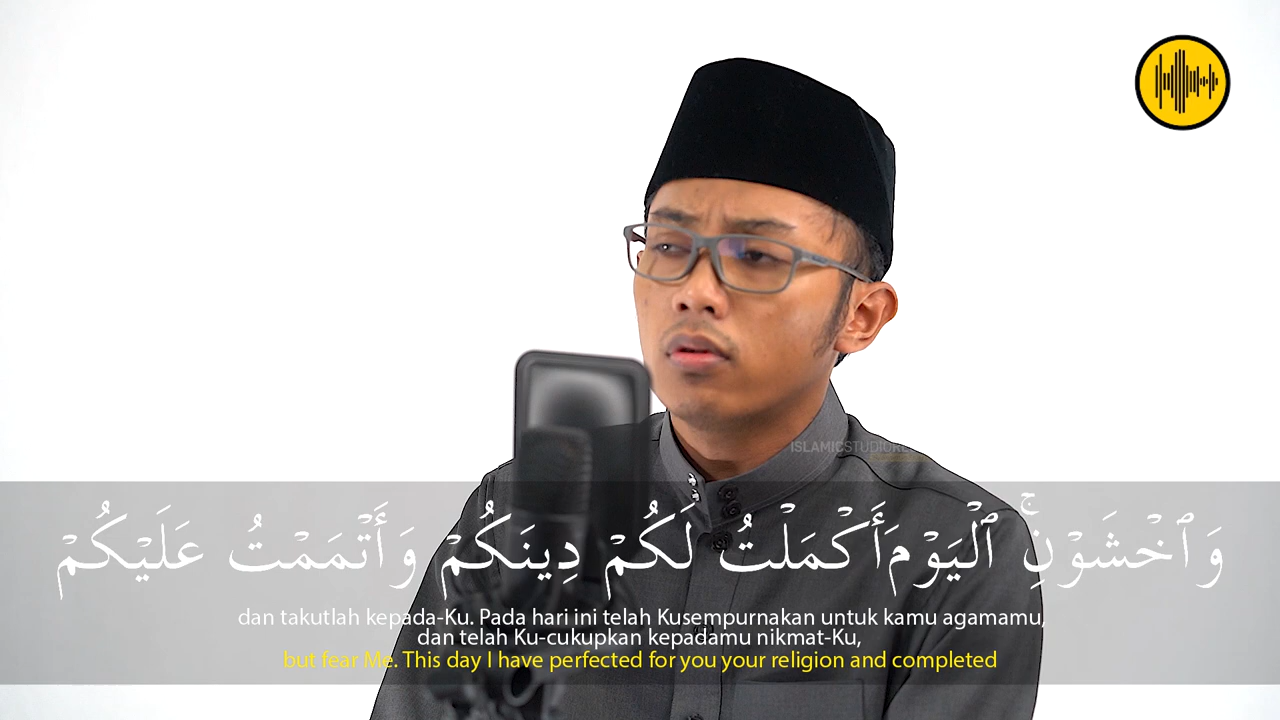 ISLAMICSTUDIO
وَٱخْشَوْنِۚ ٱلْيَوْمَ أَكْمَلْتُ لَكُمْ دِينَكُمْ وَأَتْمَمْتُ عَلَيْكُمْ
dan takutlah kepada-Ku. Pada hari ini telah Kusempurnakan untuk kamu agamamu,
dan telah Ku-cukupkan kepadamu nikmat-Ku,
but fear Me. This day I have perfected for you your religion and completed